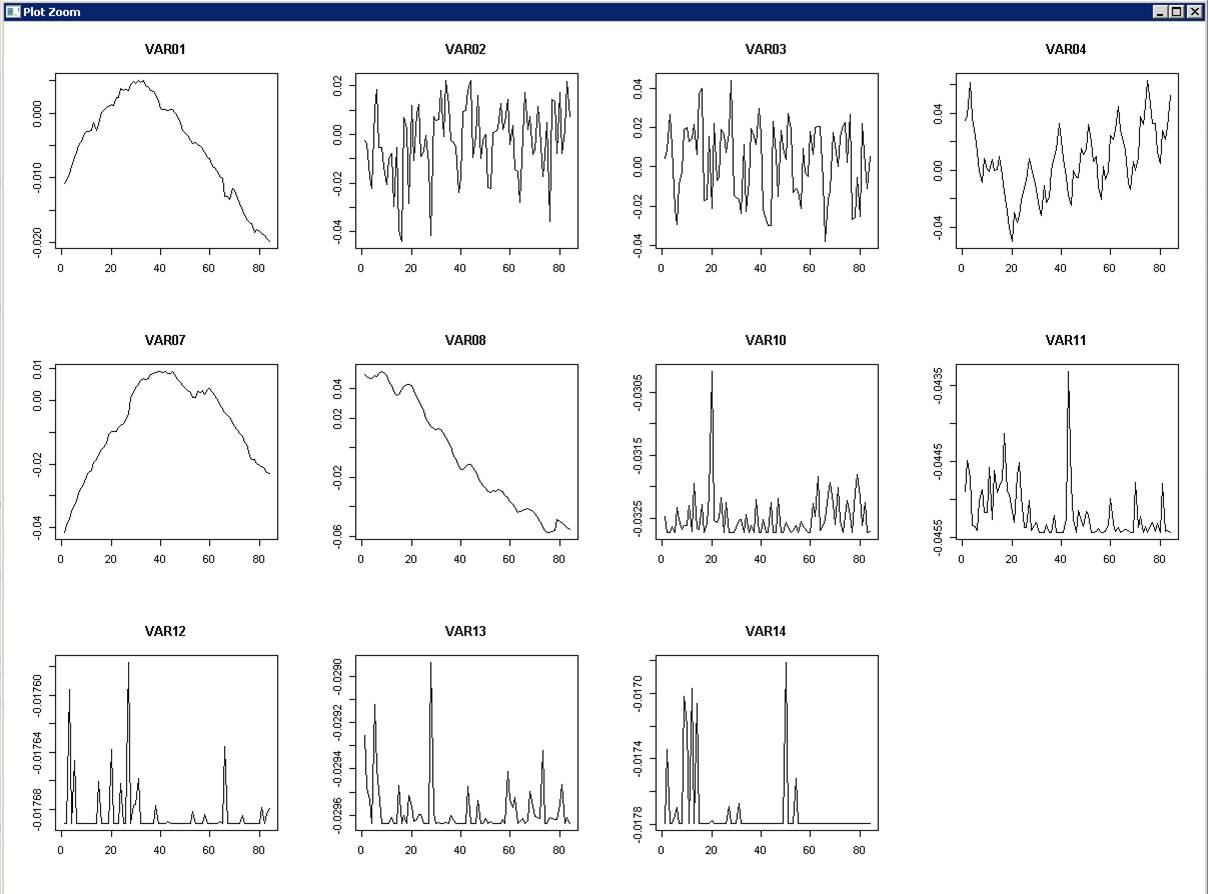 Plot Zoom
VAR01 VAR02 VAR03 VAR04
0.000 -0.010 -0.020
0.02 0.00 -0.02 -0.04
0.04 0.02 0.00 -0.02 -0.04
0.04 0.00 -0.04
0 20 40 60 80 0 20 40 60 80 0 20 40 60 80 0 20 40 60 80
VAR07 VAR08 VAR10 VAR11
0.01 0.00 -0.02 -0.04
0.04 0.02 -0.02 -0.06
-0.0305 -0.0315 -0.0325
-0.0435 -0.0445 -0.0455
0 20 40 60 80 0 20 40 60 80 0 20 40 60 80 0 20 40 60 80
VAR12 VAR13 VAR14
-0.01760 -0.01764 -0.01768
-0.0290 -0.0292 -0.0294 -0.0296
-0.0170 -0.0174 -0.0178
0 20 40 60 80 0 20 40 60 80 0 20 40 60 80